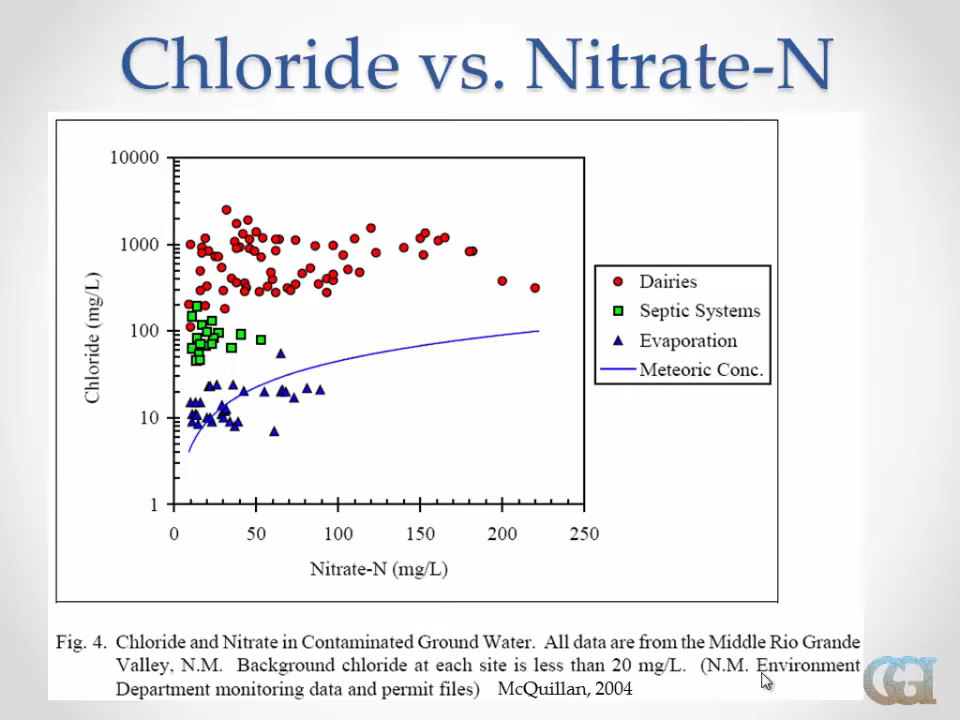 Chloride vs. Nitrate-N
10000
1000
100
10
1
Chloride (mg/L)
0 50 100 150 200 250
Nitrate-N (mg/L)
Dairies
Septic Systems
Evaporation
Meteoric Conc.
Fig. 4. Chloride and Nitrate in Contaminated Ground Water. All data are from the Middle Rio Grande
Valley, N.M. Background chloride at each site is less than 20 mg/L. (N.M. Environment
Department monitoring data and permit files) McQuillan, 2004